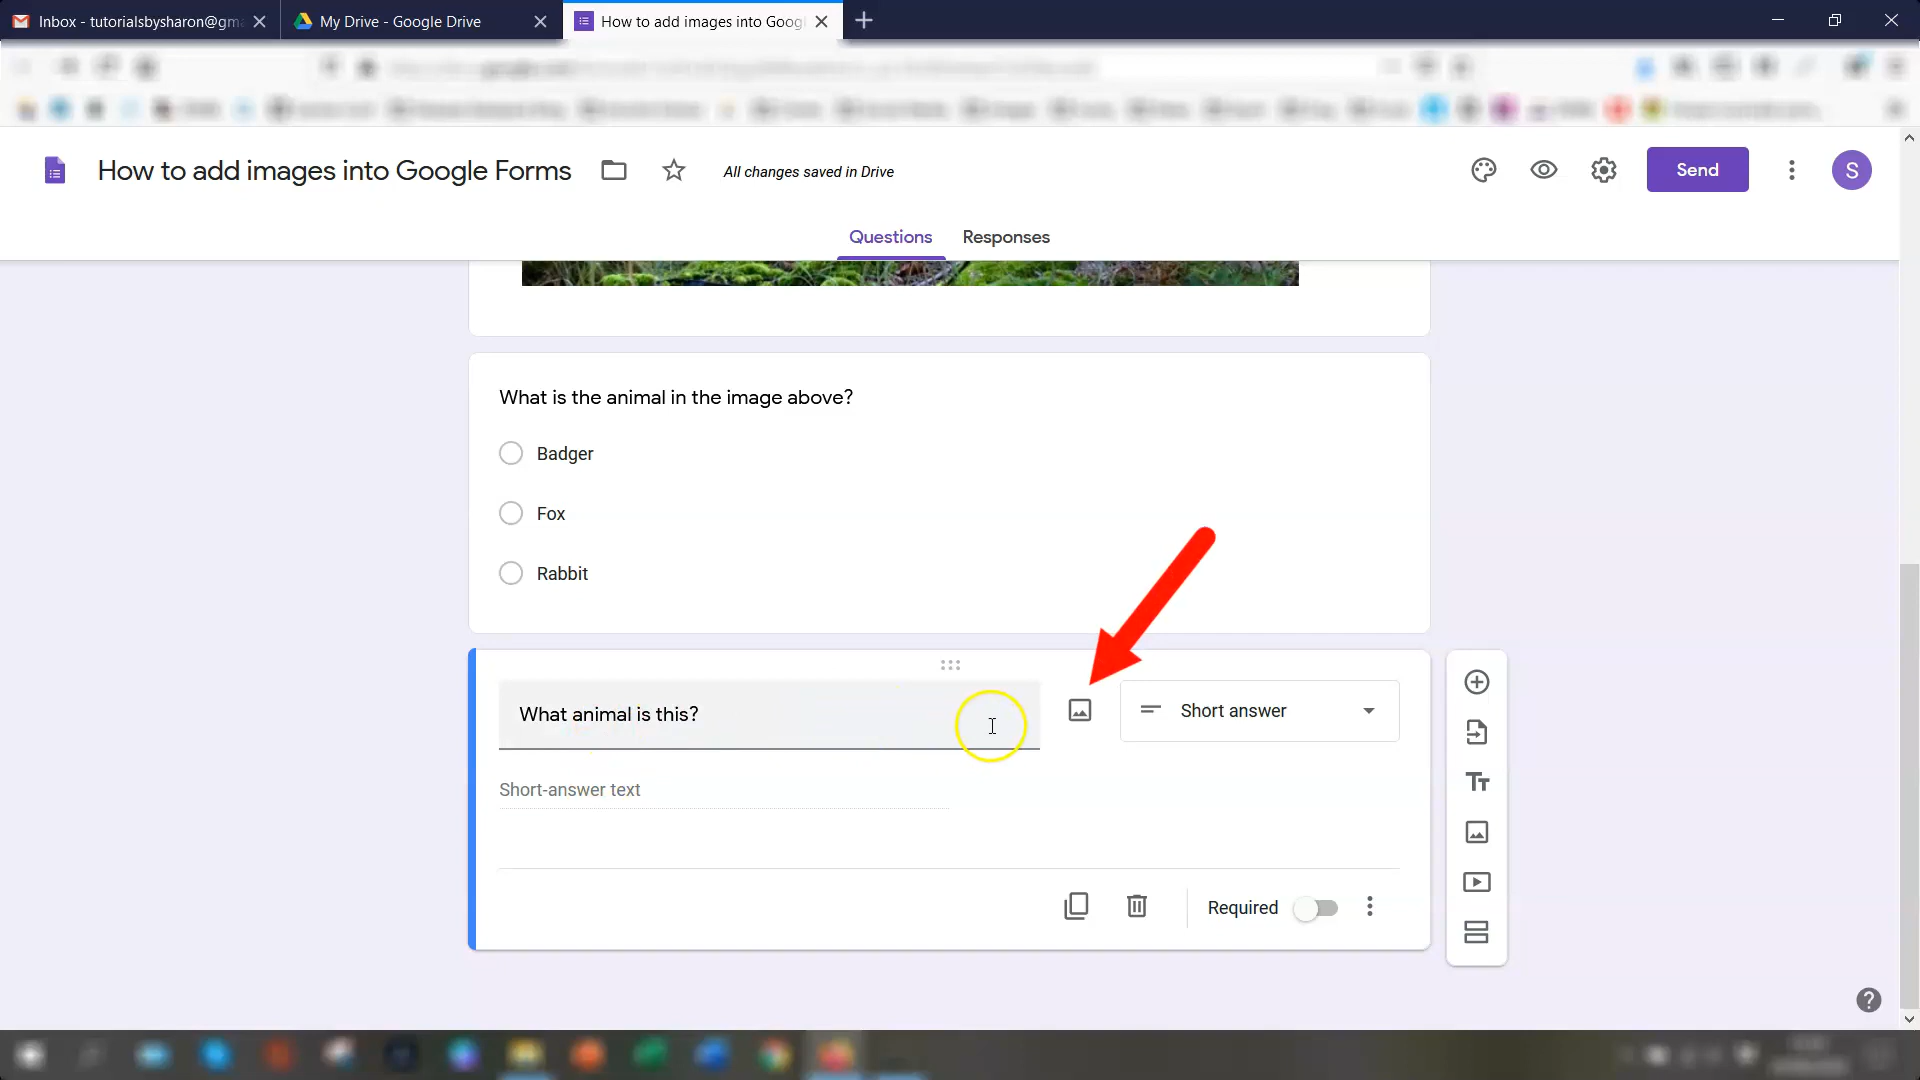 Inbox - tutorialsbysharon@gma
My Drive - Google Drive
How to add images into Goog
How to add images into Google Forms
All changes saved in Drive
Send
S
Questions
Responses
What is the animal in the image above?
Badger
Fox
Rabbit
What animal is this?
Short answer
Short-answer text
Required